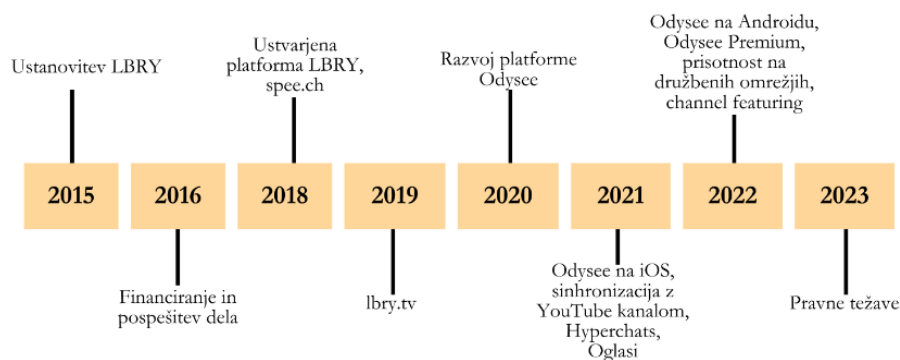 Ustanovitev LBRY
Ustvarjena
platforma LBRY,
spee.ch
Razvoj platforme
Odysee
Odysee na Androidu,
Odysee Premium,
prisotnost na
družbenih omrežjih,
channel featuring
2015
2016
2018
2019
2020
2021
2022
2023
Financiranje in
pospešitev dela
lbry.tv
Odysee na iOS,
sinhronizacija z
YouTube kanalom,
Hyperchats,
Oglasi
Pravne težave